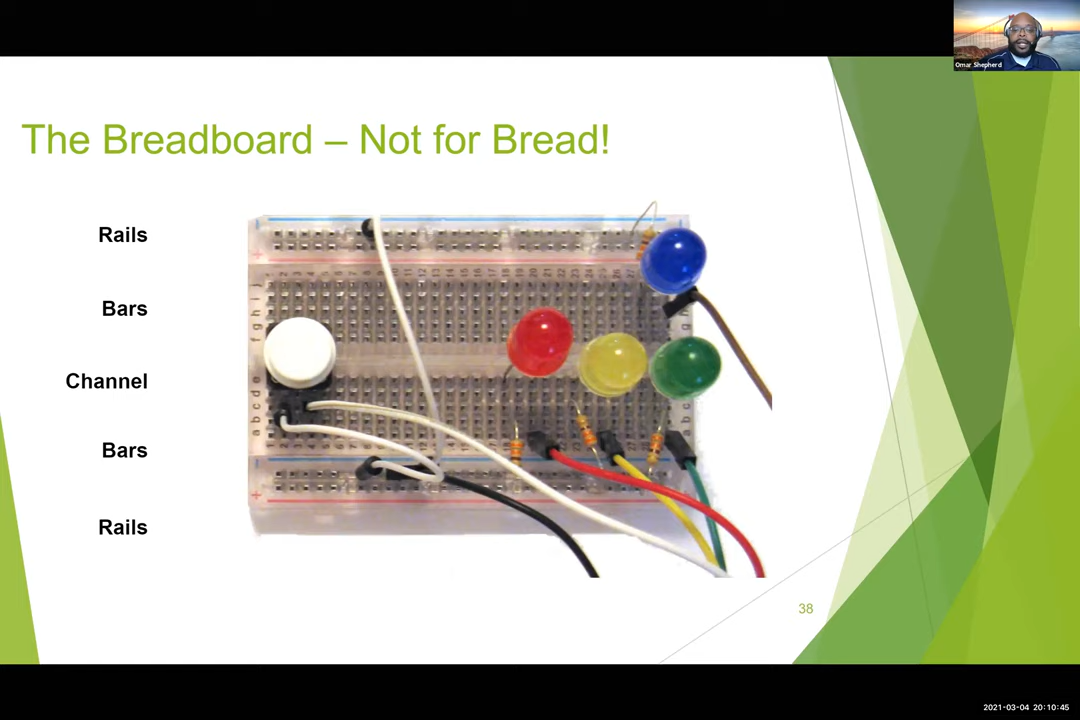 Omar Shepherd
The Breadboard – Not for Bread!
Rails
Bars
Channel
Bars
Rails
38
2021-03-04 20:10:45